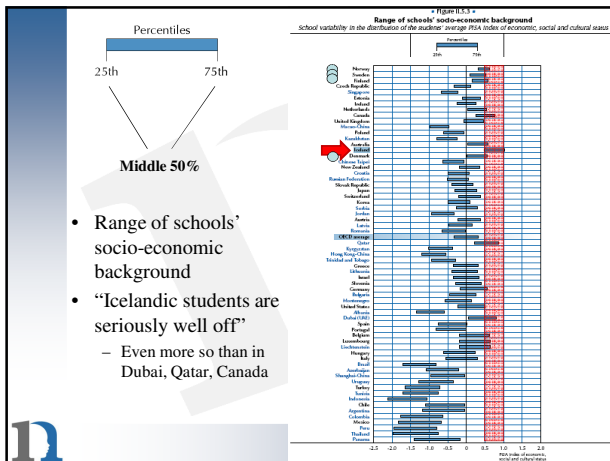 Percentiles
25th 75th
Middle 50%
• Range of schools’
socio-economic
background
• “Icelandic students are
seriously well off”
– Even more so than in
Dubai, Qatar, Canada
• Figure II.5.3 •
Range of schools’ socio-economic background
School variability in the distribution of the students’ average PISA index of economic, social and cultural status
Percentiles
25th 75th
Norway
Sweden
Finland
Czech Republic
Singapore
Estonia
Ireland
Netherlands
Canada
United Kingdom
Macao-China
Poland
Kazakhstan
Australia
Iceland
Denmark
Chinese Taipei
New Zealand
Croatia
Russian Federation
Slovak Republic
Japan
Switzerland
Korea
Serbia
Jordan
Austria
Latvia
Romania
OECD average
Qatar
Kyrgyzstan
Hong Kong-China
Trinidad and Tobago
Greece
Lithuania
Israel
Slovenia
Germany
Bulgaria
Montenegro
United States
Albania
Dubai (UAE)
Spain
Portugal
Belgium
Luxembourg
Liechtenstein
Hungary
Italy
Brazil
Azerbaijan
Shanghai-China
Uruguay
Turkey
Tunisia
Indonesia
Chile
Argentina
Colombia
Mexico
Peru
Thailand
Panama
-2.5 -2.0 -1.5 -1.0 -0.5 0 0.5 1.0 1.5 2.0
PISA index of economic,
social and cultural status